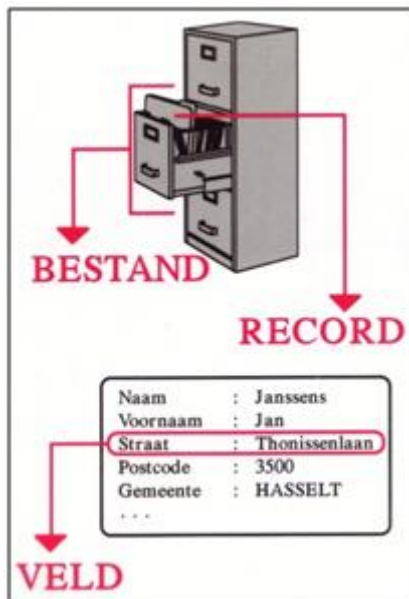 BESTAND
RECORD
Naam : Janssens
Voornaam : Jan
Straat : Thonissenlaan
Postcode : 3500
Gemeente : HASSELT
. . .
VELD